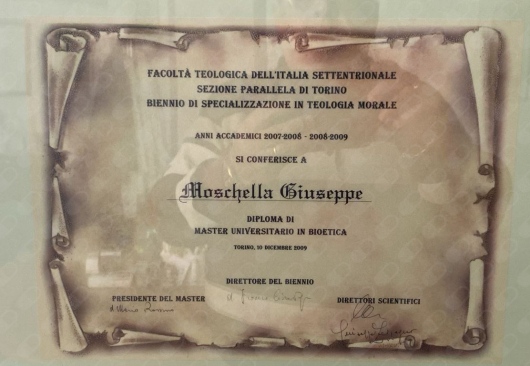 FACOLTÀ TEOLOGICA DELL'ITALIA SETTENTRIONALE
SEZIONE PARALLELA DI TORINO
BIENNIO DI SPECIALIZZAZIONE IN TEOLOGIA MORALE
ANNI ACCADEMICI 2007-2008 - 2008-2009
SI CONFERISCE A
Moschella Giuseppe
DIPLOMA DI
MASTER UNIVERSITARIO IN BIOETICA
TORINO, 10 DICEMBRE 2009
DIRETTORE DEL BIENNIO
PRESIDENTE DEL MASTER
DIRETTORI SCIENTIFICI